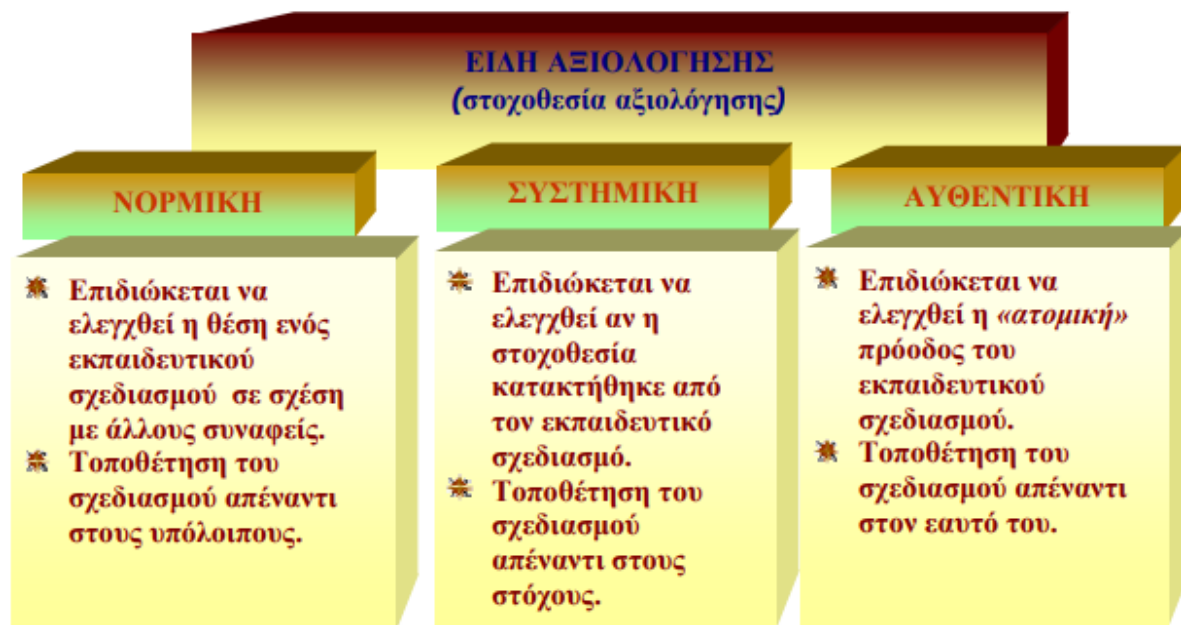 ΕΙΔΗ ΑΞΙΟΛΟΓΗΣΗΣ
(στοχοθεσία αξιολόγησης)
ΝΟΡΜΙΚΗ
Επιδιώκεται να
ελεγχθεί η θέση ενός
εκπαιδευτικού
σχεδιασμού σε σχέση
με άλλους συναφείς.
Τοποθέτηση του
σχεδιασμού απέναντι
στους υπόλοιπους.
ΣΥΣΤΗΜΙΚΗ
Επιδιώκεται να
ελεγχθεί αν η
στοχοθεσία
κατακτήθηκε από
τον εκπαιδευτικό
σχεδιασμό.
Τοποθέτηση του
σχεδιασμού
απέναντι στους
στόχους.
ΑΥΘΕΝΤΙΚΗ
Επιδιώκεται να
ελεγχθεί η «ατομική»
πρόοδος του
εκπαιδευτικού
σχεδιασμού.
Τοποθέτηση του
σχεδιασμού απέναντι
στον εαυτό του.